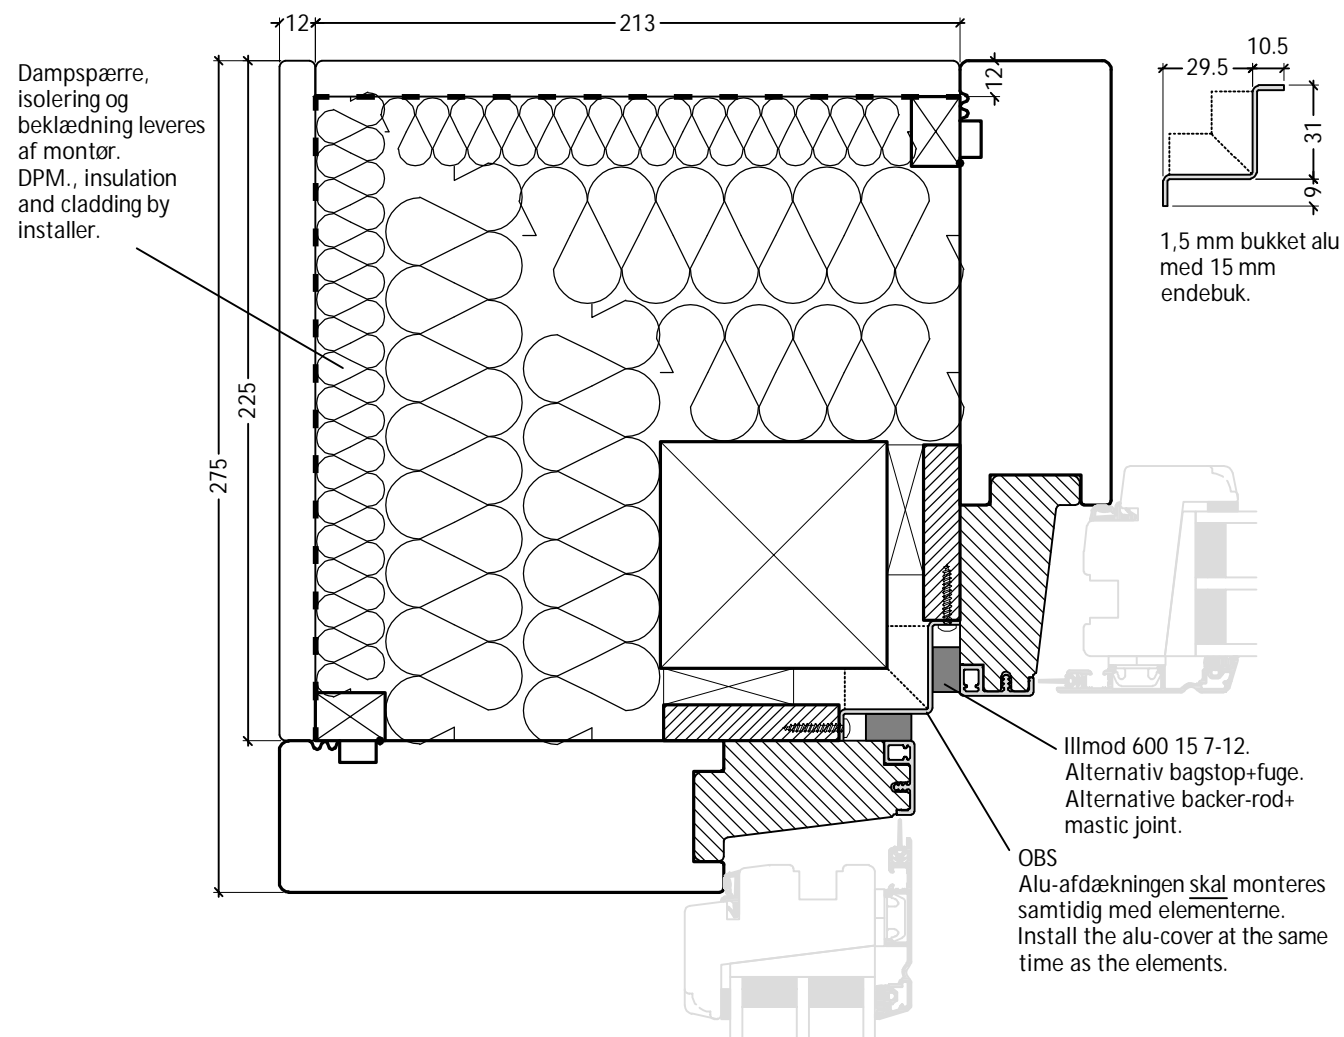 12
213
12
225
275
Dampspærre,
isolering og
beklædning leveres
af montør.
DPM., insulation
and cladding by
installer.
10.5
29.5
31
9
1,5 mm bukket alu
med 15 mm
endebuk.
Illmod 600 15 7-12.
Alternativ bagstop+fuge.
Alternative backer-rod+
mastic joint.
OBS
Alu-afdækningen skal monteres
samtidig med elementerne.
Install the alu-cover at the same
time as the elements.